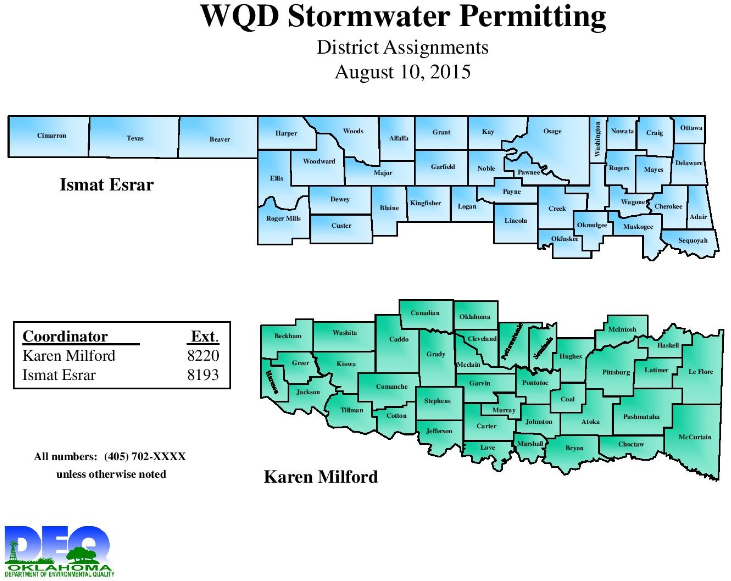 WQD Stormwater Permitting
District Assignments
August 10, 2015
Cimarron
Texas
Beaver
Harper
Woods
Alfalfa
Grant
Kay
Osage
Washington
Nowata
Craig
Ottawa
Ellis
Woodward
Major
Garfield
Noble
Pawnee
Rogers
Mayes
Delaware
Ismat Esrar
Roger Mills
Dewey
Custer
Blaine
Kingfisher
Logan
Payne
Lincoln
Creek
Okfuskee
Okmulgee
Wagoner
Cherokee
Adair
Muskogee
Sequoyah
Coordinator Ext.
Karen Milford 8220
Ismat Esrar 8193
Beckham
Washita
Caddo
Canadian
Oklahoma
Cleveland
Pottawatomie
Seminole
Hughes
McIntosh
Haskell
Greer
Kiowa
Grady
Mcclain
Pittsburg
Latimer
Le Flore
Harmon
Jackson
Comanche
Stephens
Garvin
Pontotoc
Coal
Tillman
Cotton
Jefferson
Murray
Carter
Johnston
Atoka
Pushmataha
Love
Marshall
Bryan
Choctaw
McCurtain
All numbers: (405) 702-XXXX
unless otherwise noted
Karen Milford
DEQ
OKLAHOMA
DEPARTMENT OF ENVIRONMENTAL QUALITY